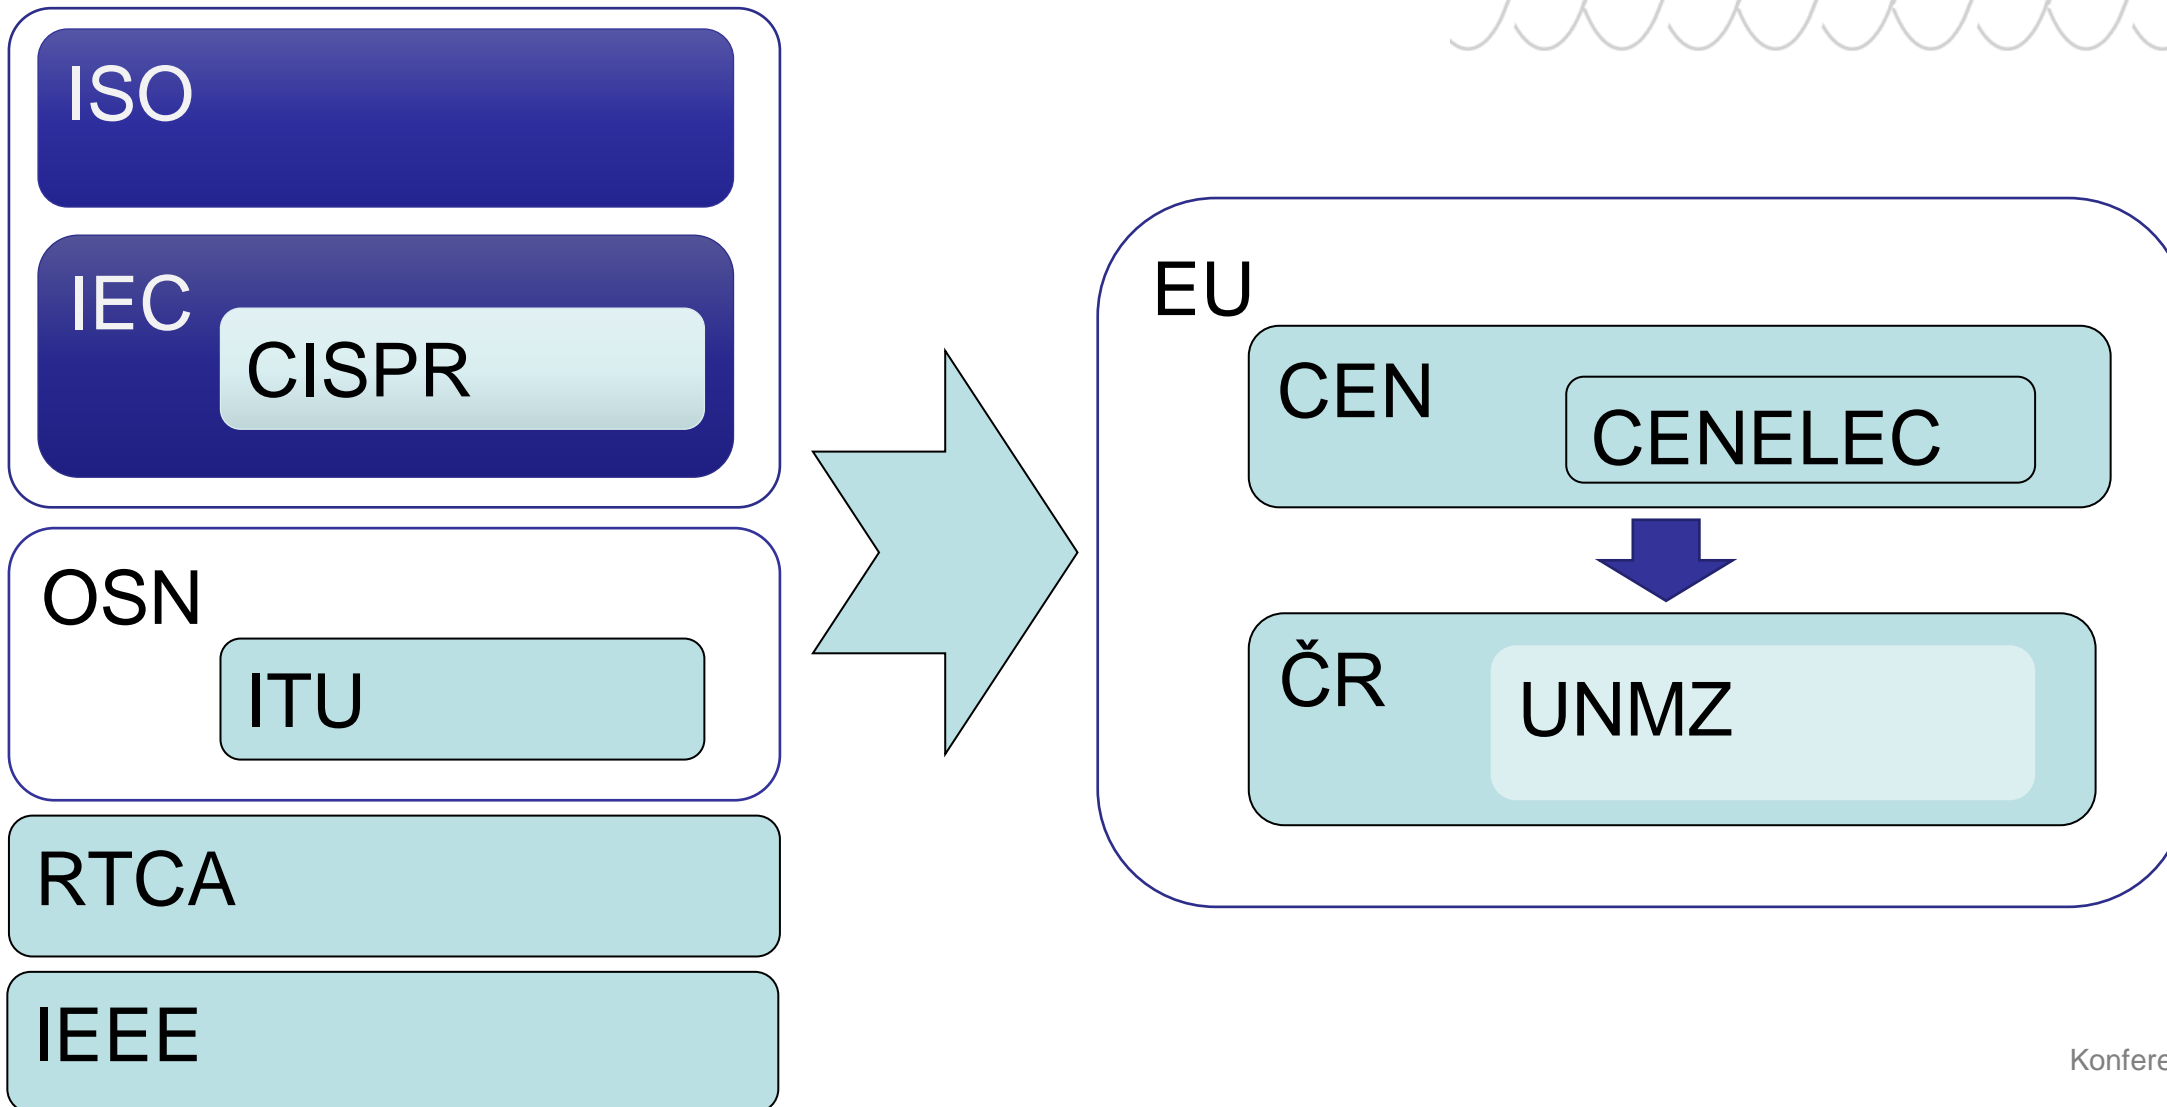 ISO
IEC
CISPR
OSN
ITU
RTCA
IEEE
EU
CEN
CENELEC
ČR
UNMZ